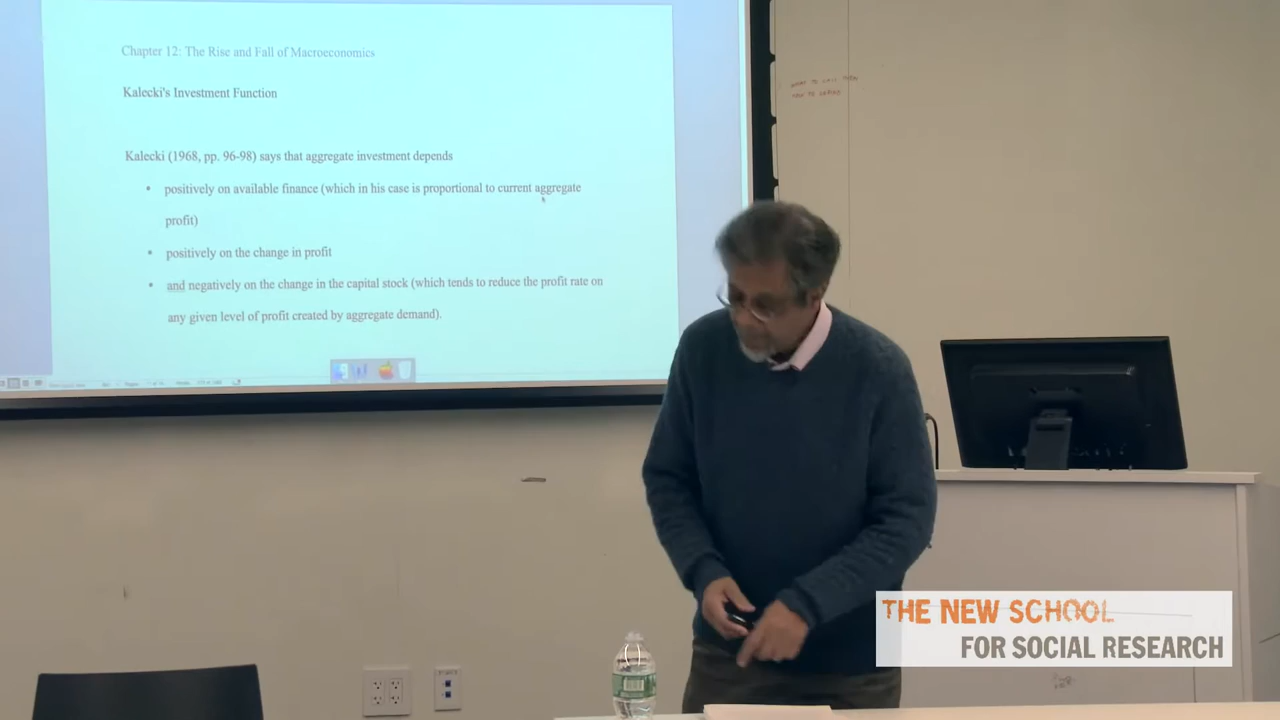 Chapter 12: The Rise and Fall of Macroeconomics
Kalecki's Investment Function
Kalecki (1968, pp. 96-98) says that aggregate investment depends
• positively on available finance (which in his case is proportional to current aggregate
profit)
• positively on the change in profit
• and negatively on the change in the capital stock (which tends to reduce the profit rate on
any given level of profit created by aggregate demand).
THE NEW SCHOOL
FOR SOCIAL RESEARCH